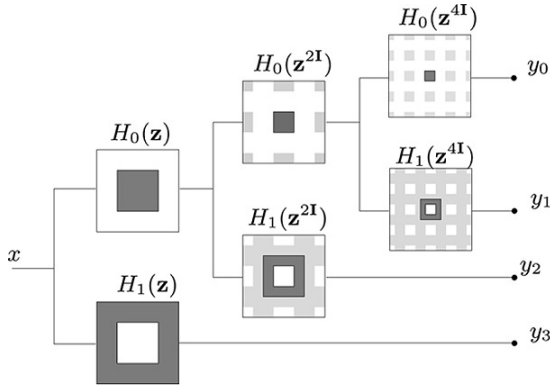 H₀(z⁴ᴵ)
y₀
H₀(z²ᴵ)
H₀(z)
H₁(z⁴ᴵ)
y₁
H₁(z²ᴵ)
x
y₂
H₁(z)
y₃